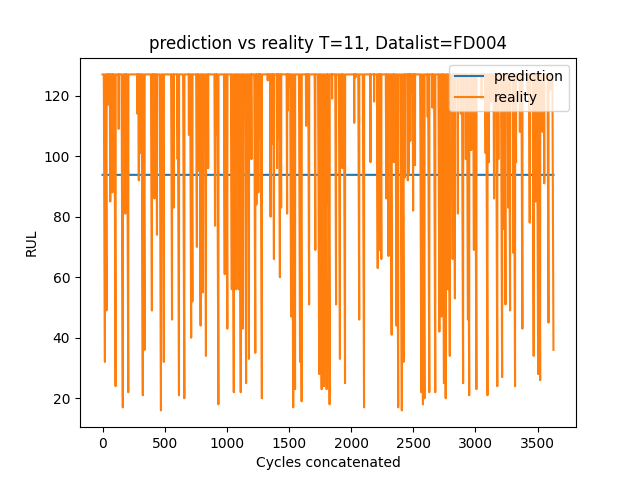 prediction vs reality T=11, Datalist=FD004
prediction
reality
120
100
80
60
40
20
RUL
0
500
1000
1500
2000
2500
3000
3500
Cycles concatenated